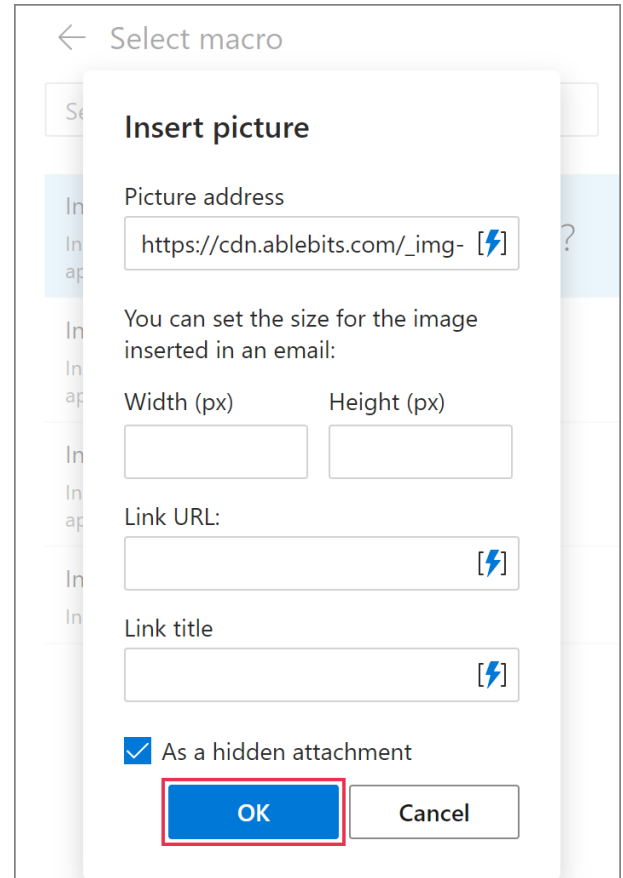 Select macro
Insert picture
Picture address
https://cdn.ablebits.com/_img-
?
You can set the size for the image
inserted in an email:
Width (px) Height (px)
Link URL:
Link title
As a hidden attachment
OK Cancel